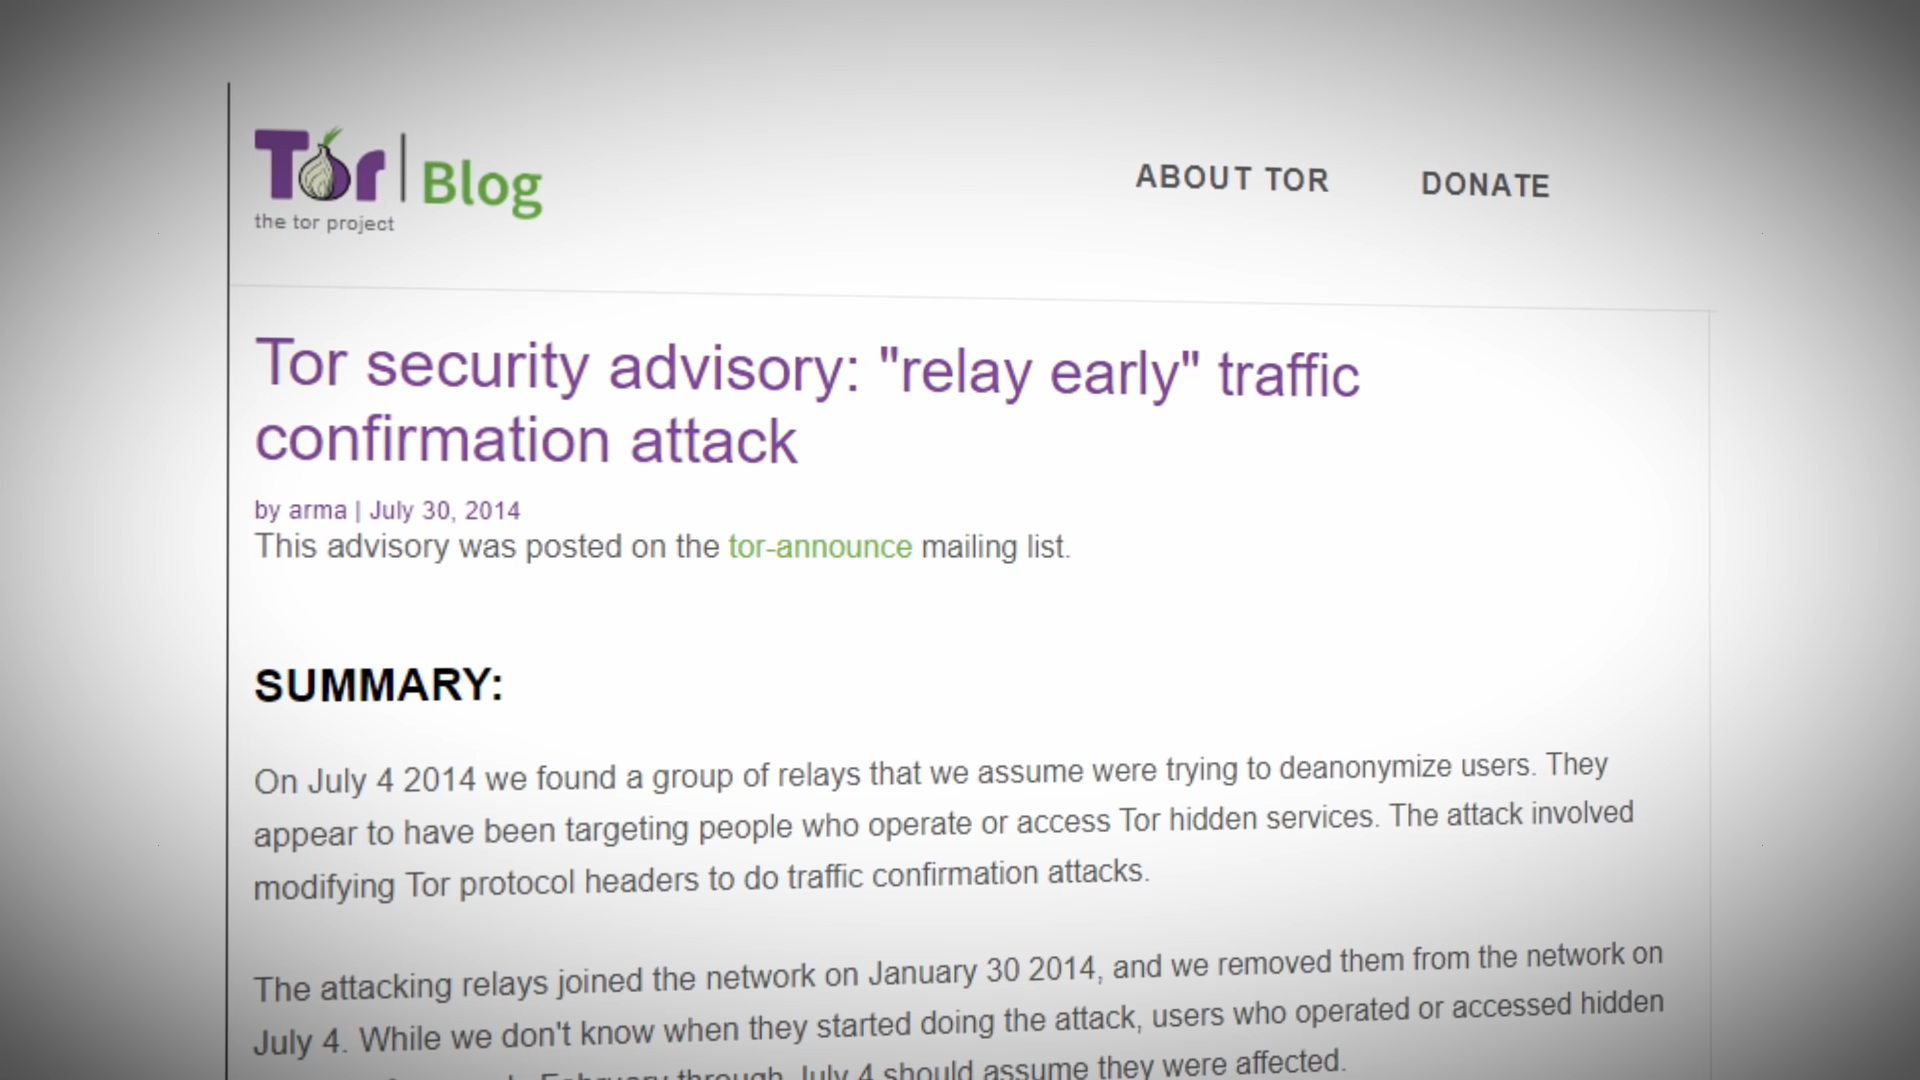 Tor | Blog
the tor project
ABOUT TOR DONATE
Tor security advisory: "relay early" traffic
confirmation attack
by arma | July 30, 2014
This advisory was posted on the tor-announce mailing list.
SUMMARY:
On July 4 2014 we found a group of relays that we assume were trying to deanonymize users. They
appear to have been targeting people who operate or access Tor hidden services. The attack involved
modifying Tor protocol headers to do traffic confirmation attacks.
The attacking relays joined the network on January 30 2014, and we removed them from the network on
July 4. While we don't know when they started doing the attack, users who operated or accessed hidden
February through July 4 should assume they were affected.